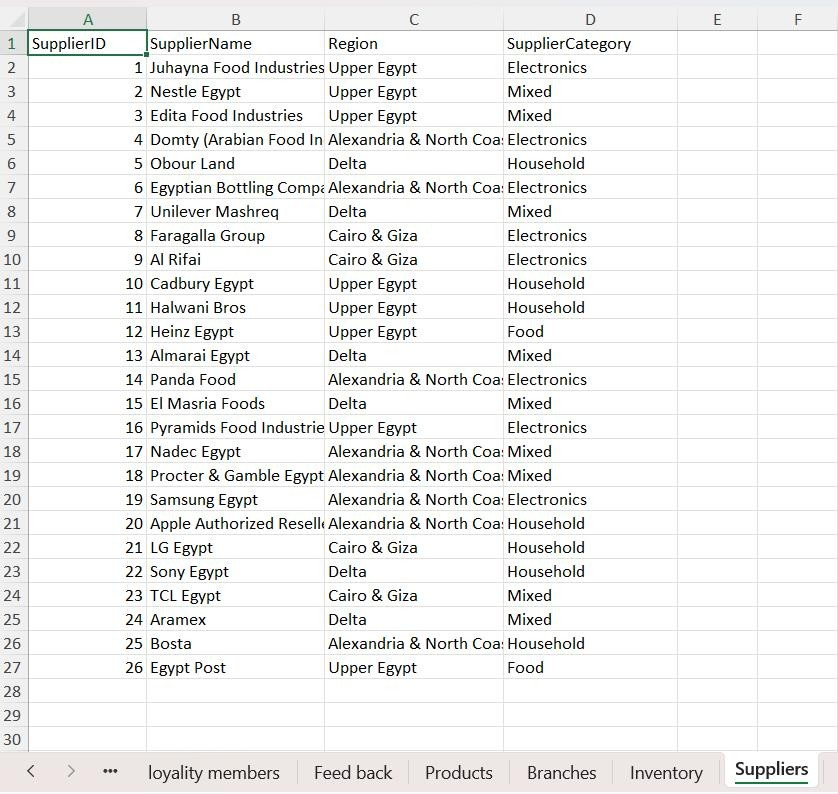 A B C D E F
1 SupplierID SupplierName Region SupplierCategory
2 1 Juhayna Food Industries Upper Egypt Electronics
3 2 Nestle Egypt Upper Egypt Mixed
4 3 Edita Food Industries Upper Egypt Mixed
5 4 Domty (Arabian Food In Alexandria & North Coa Electronics
6 5 Obour Land Delta Household
7 6 Egyptian Bottling Compa Alexandria & North Coa Electronics
8 7 Unilever Mashreq Delta Mixed
9 8 Faragalla Group Cairo & Giza Electronics
10 9 Al Rifai Cairo & Giza Electronics
11 10 Cadbury Egypt Upper Egypt Household
12 11 Halwani Bros Upper Egypt Household
13 12 Heinz Egypt Upper Egypt Food
14 13 Almarai Egypt Delta Mixed
15 14 Panda Food Alexandria & North Coa Electronics
16 15 El Masria Foods Delta Mixed
17 16 Pyramids Food Industrie Upper Egypt Electronics
18 17 Nadec Egypt Alexandria & North Coa Mixed
19 18 Procter & Gamble Egypt Alexandria & North Coa Mixed
20 19 Samsung Egypt Alexandria & North Coa Electronics
21 20 Apple Authorized Resell Alexandria & North Coa Household
22 21 LG Egypt Cairo & Giza Household
23 22 Sony Egypt Delta Household
24 23 TCL Egypt Cairo & Giza Mixed
25 24 Aramex Delta Mixed
26 25 Bosta Alexandria & North Coa Household
27 26 Egypt Post Upper Egypt Food
28
29
30
••• loyality members Feed back Products Branches Inventory Suppliers